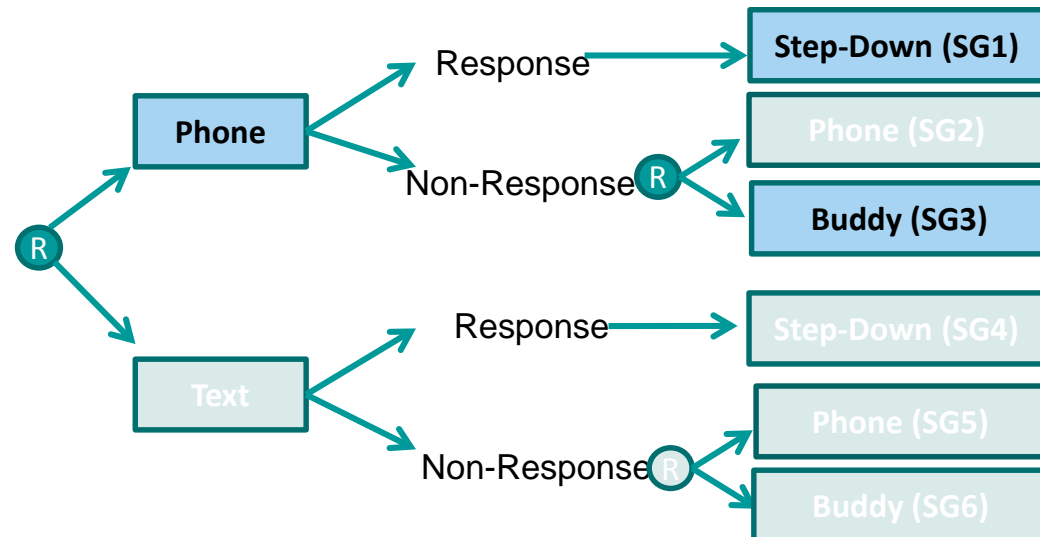 Response
Step-Down (SG1)
Phone
Phone (SG2)
Non-Response
R
Buddy (SG3)
R
Response
Step-Down (SG4)
Text
Phone (SG5)
Non-Response
R
Buddy (SG6)